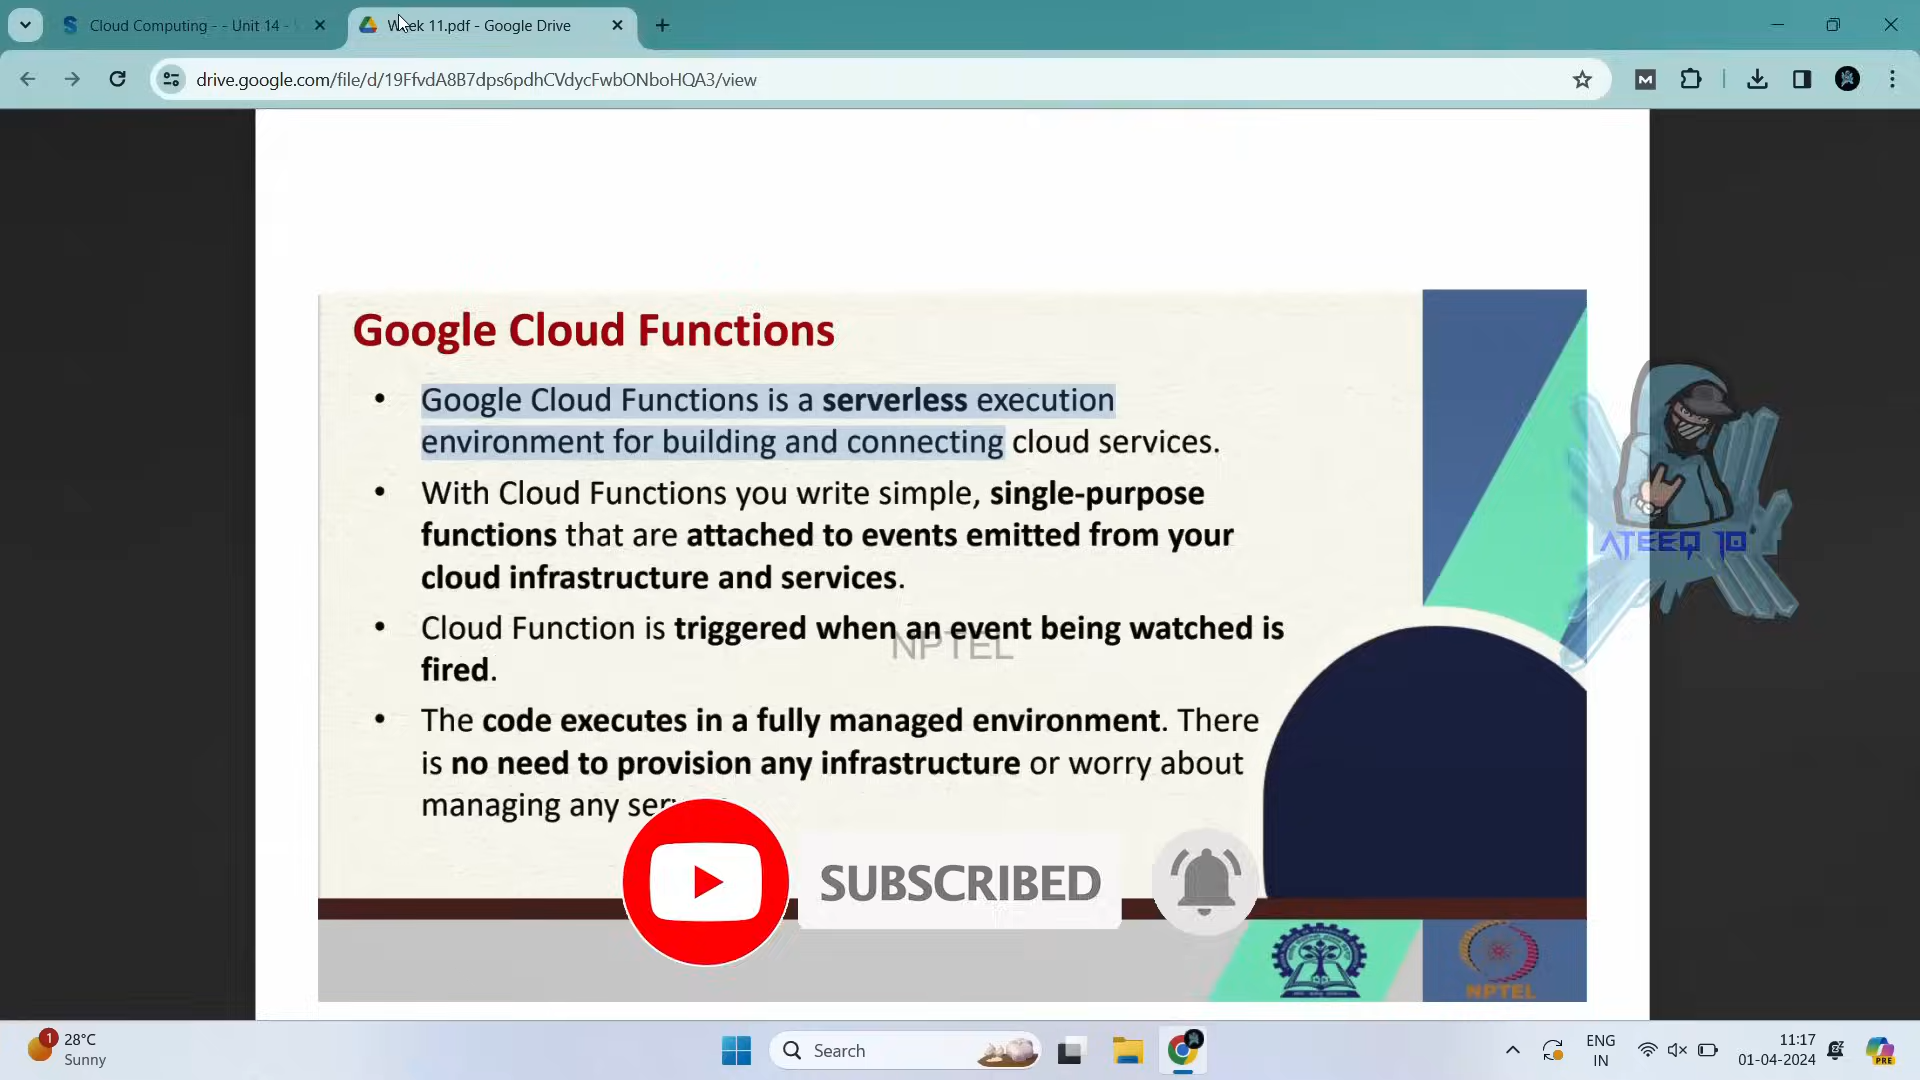 Cloud Computing - - Unit 14 -
Week 11.pdf - Google Drive
drive.google.com/file/d/19FfvdA8B7dps6pdhCVdycFwbONboHQA3/view
Google Cloud Functions
• Google Cloud Functions is a serverless execution
environment for building and connecting cloud services.
• With Cloud Functions you write simple, single-purpose
functions that are attached to events emitted from your
cloud infrastructure and services.
• Cloud Function is triggered when an event being watched is
fired.
NPTEL
• The code executes in a fully managed environment. There
is no need to provision any infrastructure or worry about
managing any
ATEEQ 10
SUBSCRIBED
NPTEL
1
28°C
Sunny
Search
ENG
IN
11:17
01-04-2024
PRE